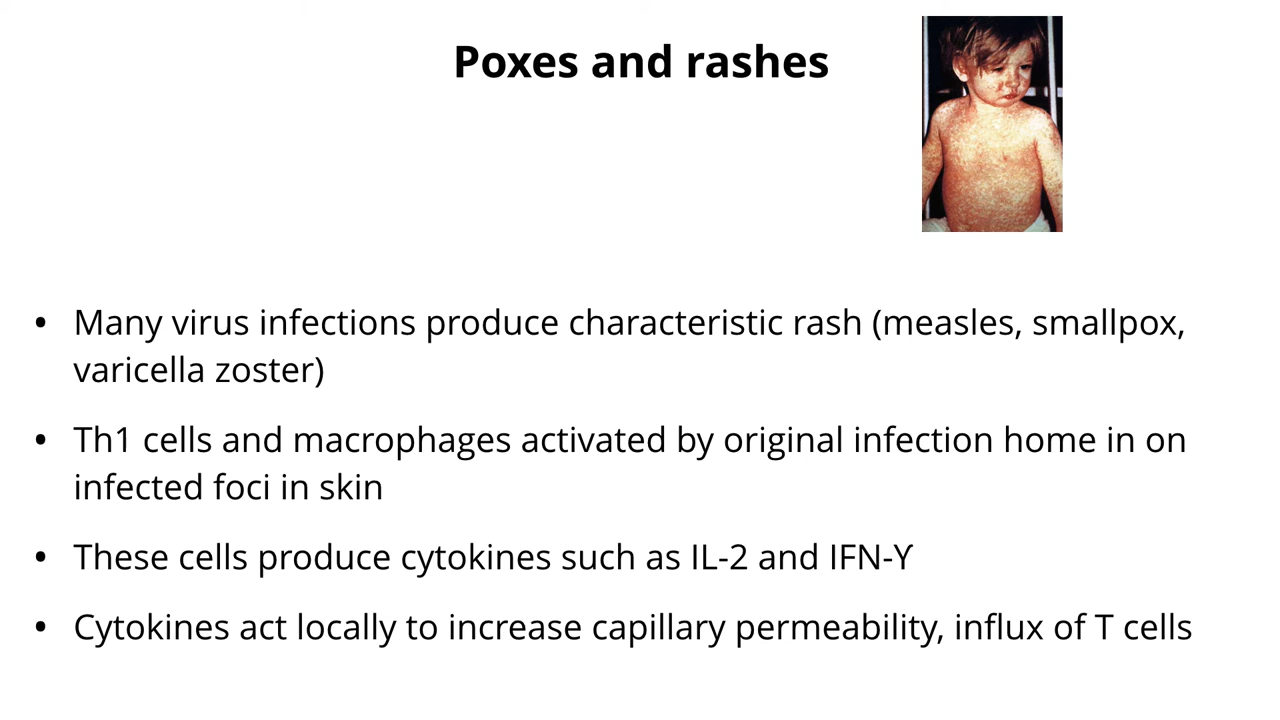 Poxes and rashes
• Many virus infections produce characteristic rash (measles, smallpox,
varicella zoster)
• Th1 cells and macrophages activated by original infection home in on
infected foci in skin
• These cells produce cytokines such as IL-2 and IFN-ϒ
• Cytokines act locally to increase capillary permeability, influx of T cells